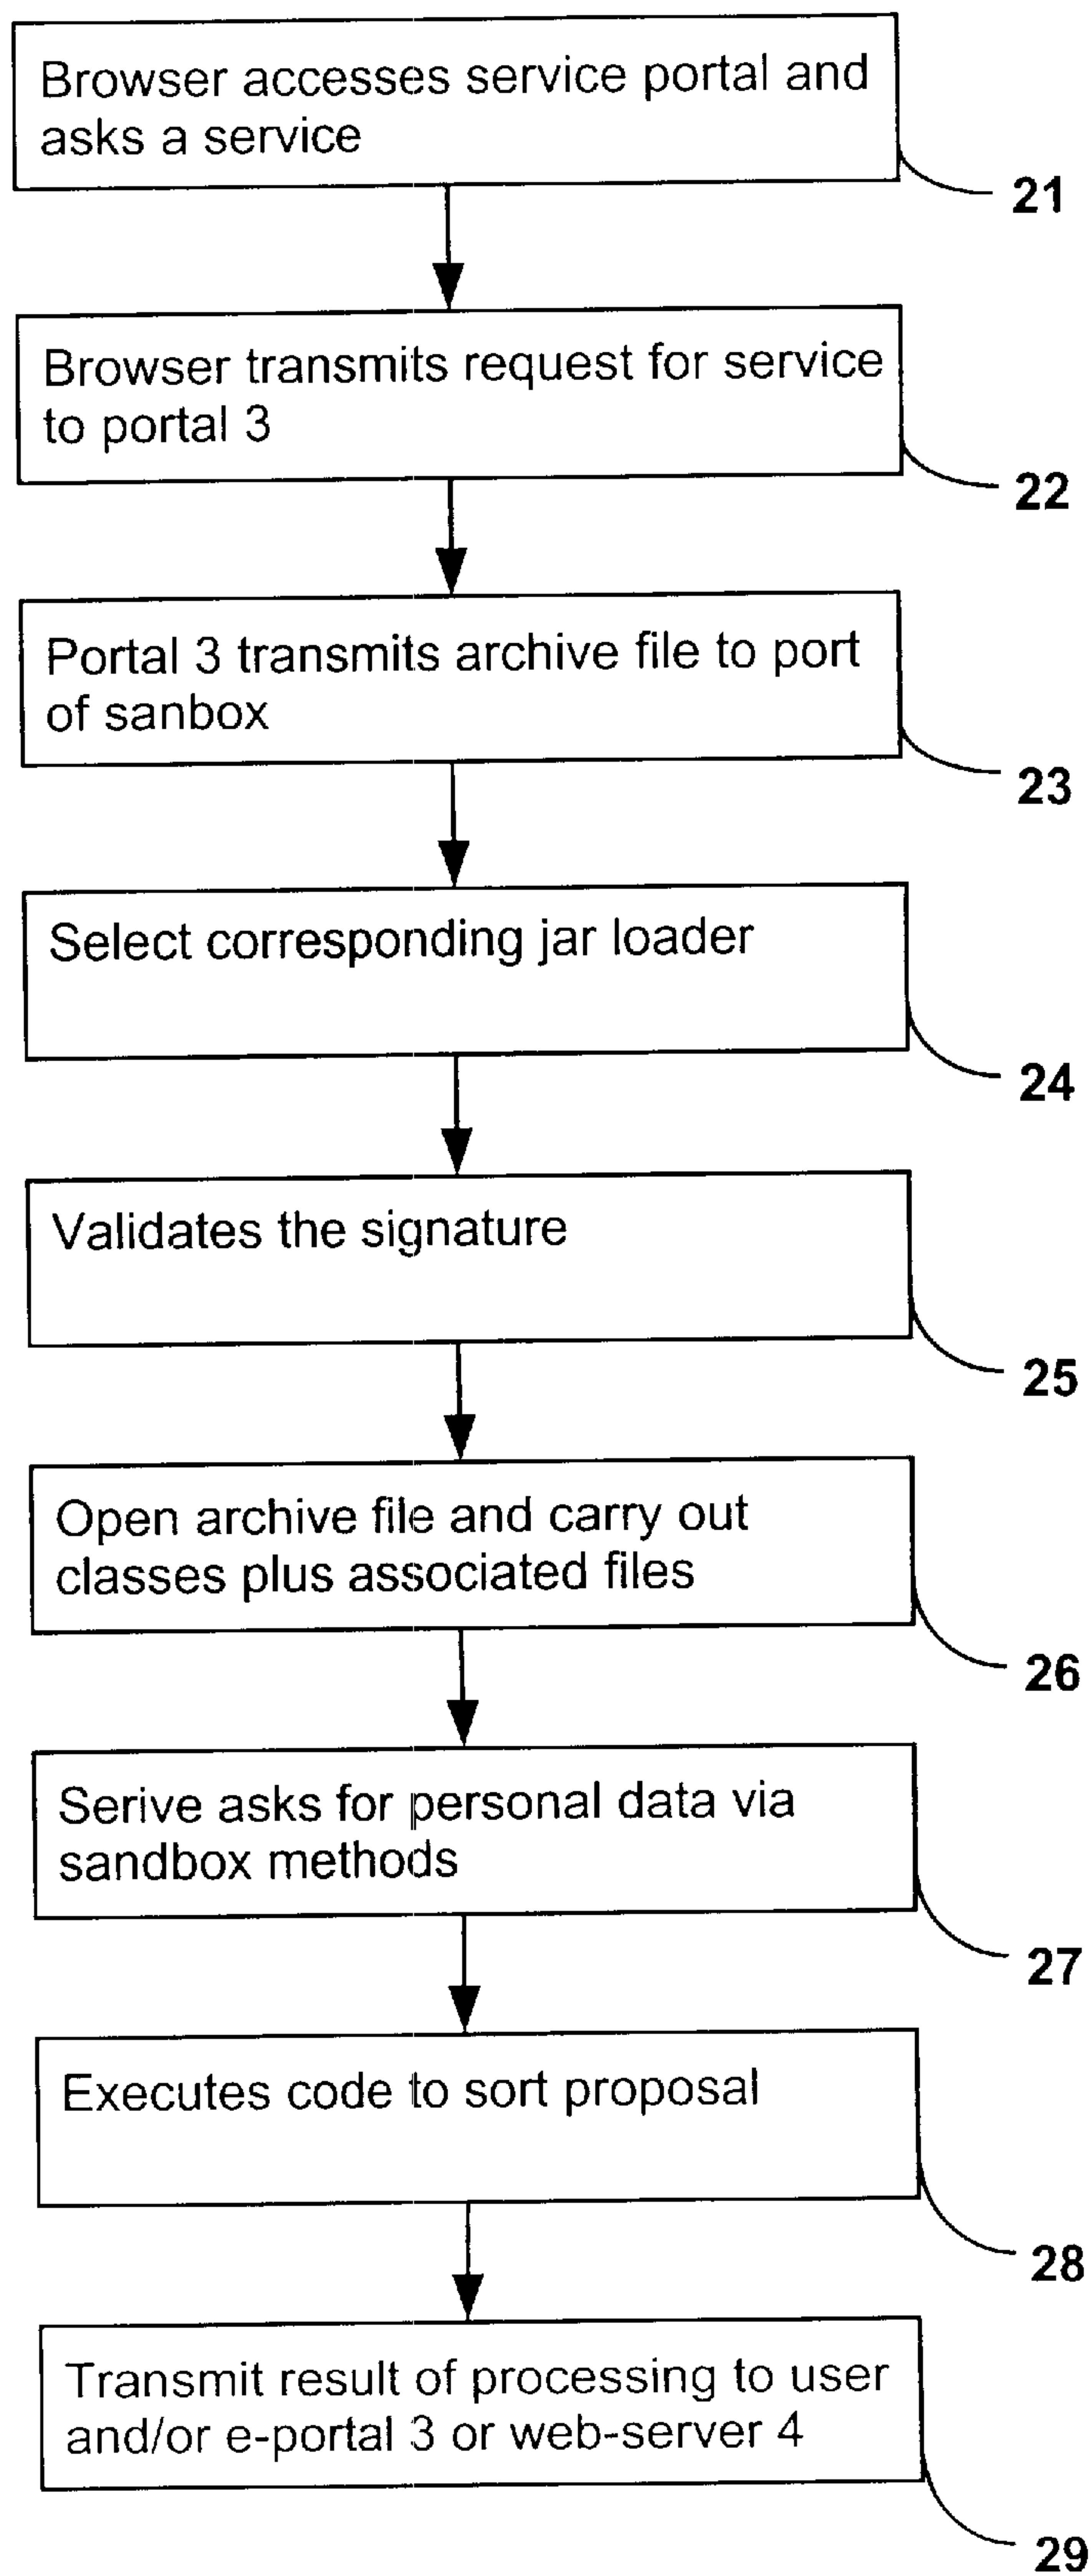 Browser accesses service portal and
asks a service
21
Browser transmits request for service
to portal 3
22
Portal 3 transmits archive file to port
of sanbox
23
Select corresponding jar loader
24
Validates the signature
25
Open archive file and carry out
classes plus associated files
26
Serive asks for personal data via
sandbox methods
27
Executes code to sort proposal
28
Transmit result of processing to user
and/or e-portal 3 or web-server 4
29